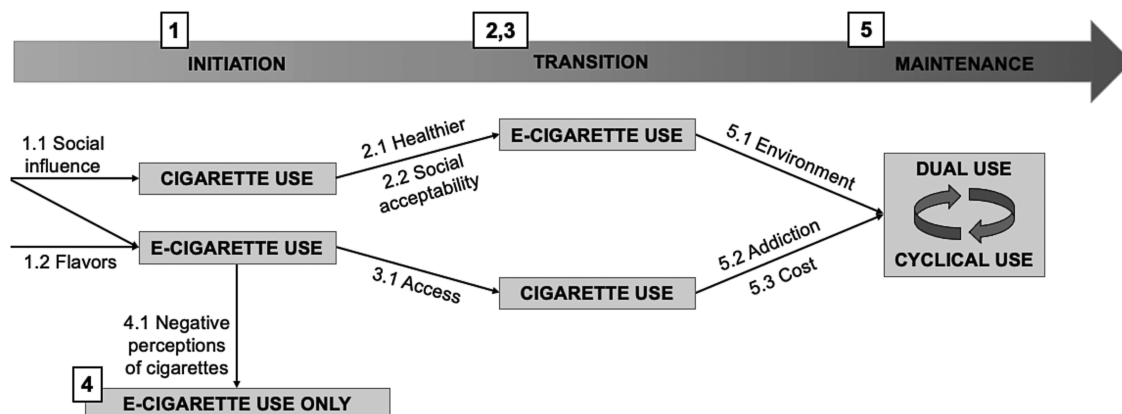 1
2,3
5
INITIATION
TRANSITION
MAINTENANCE
1.1 Social
influence
CIGARETTE USE
2.1 Healthier
2.2 Social
acceptability
E-CIGARETTE USE
5.1 Environment
DUAL USE
CYCLICAL USE
1.2 Flavors
E-CIGARETTE USE
3.1 Access
CIGARETTE USE
5.2 Addiction
5.3 Cost
4.1 Negative
perceptions
of cigarettes
4
E-CIGARETTE USE ONLY